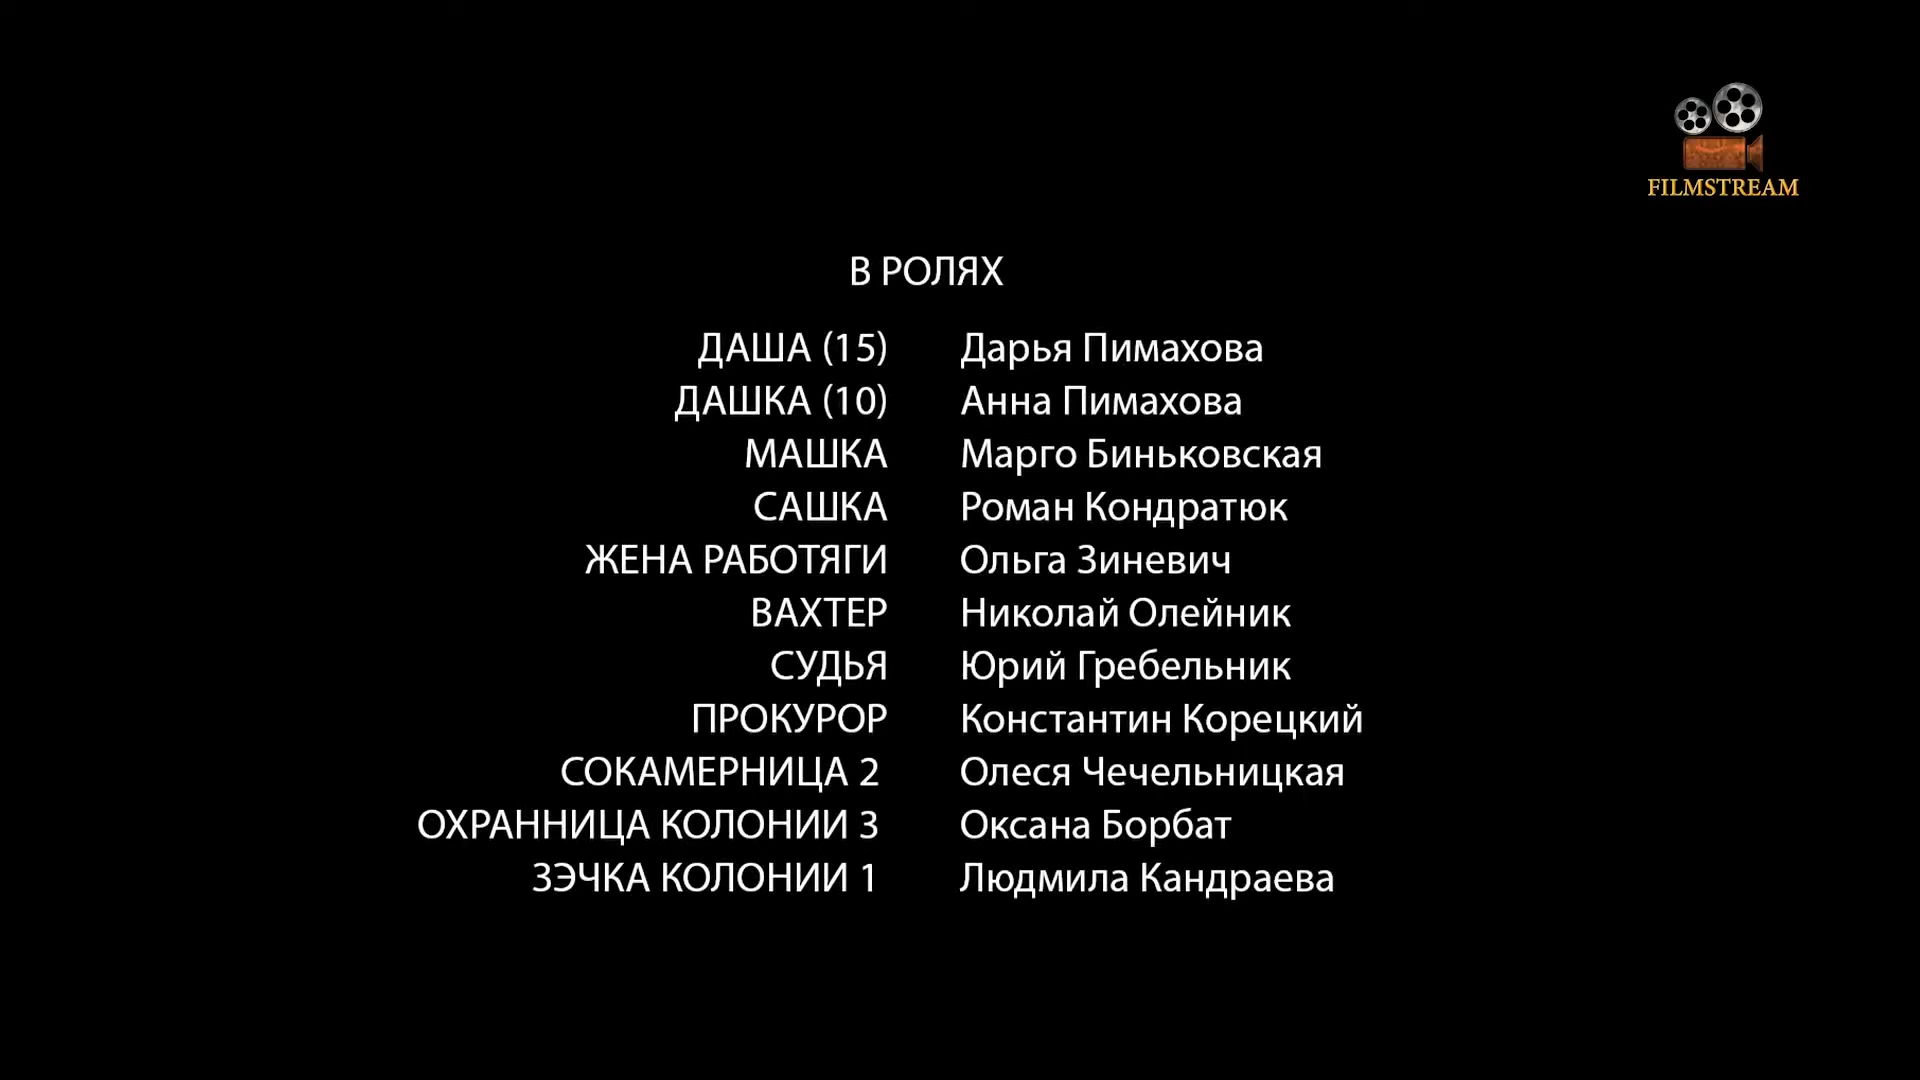 FILMSTREAM
В РОЛЯХ
ДАША (15) Дарья Пимахова
ДАШКА (10) Анна Пимахова
МАШКА Марго Биньковская
САШКА Роман Кондратюк
ЖЕНА РАБОТЯГИ Ольга Зиневич
ВАХТЕР Николай Олейник
СУДЬЯ Юрий Гребельник
ПРОКУРОР Константин Корецкий
СОКАМЕРНИЦА 2 Олеся Чечельницкая
ОХРАННИЦА КОЛОНИИ 3 Оксана Борбат
ЗЭЧКА КОЛОНИИ 1 Людмила Кандраева